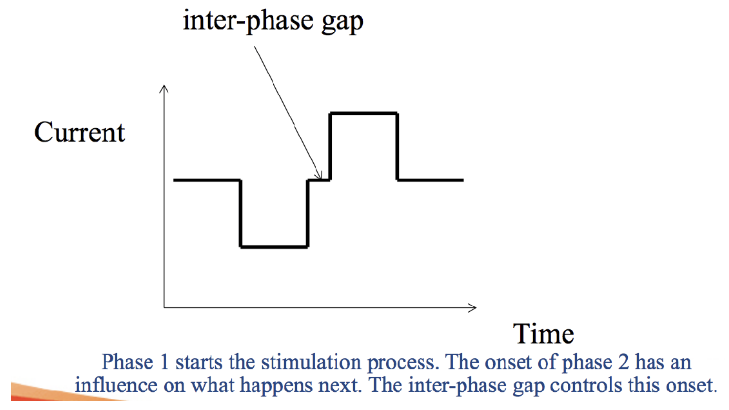 inter-phase gap
Current
Time
Phase 1 starts the stimulation process. The onset of phase 2 has an
influence on what happens next. The inter-phase gap controls this onset.